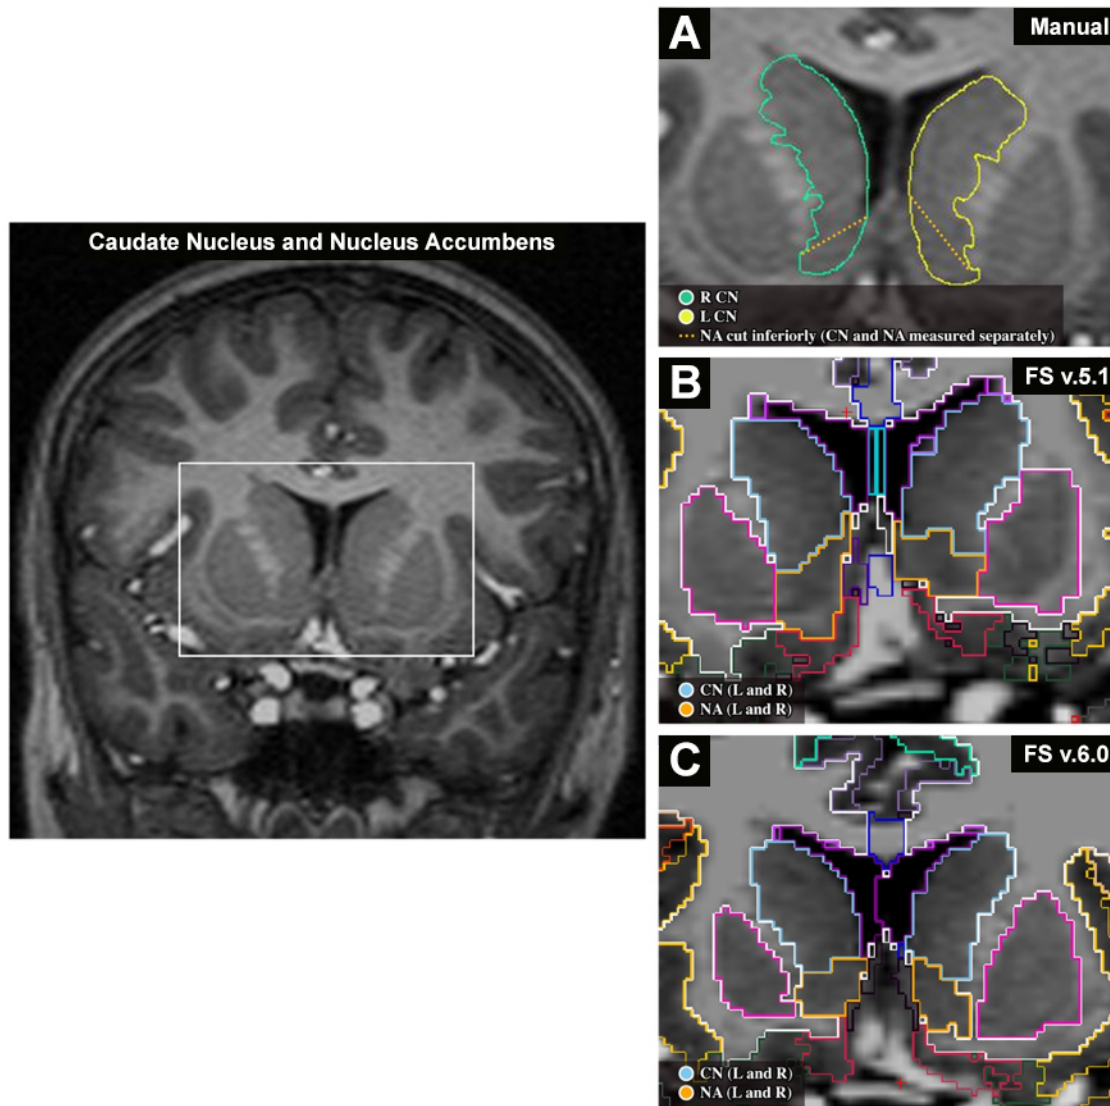 Caudate Nucleus and Nucleus Accumbens
A
Manual
R CN
L CN
NA cut inferiorly (CN and NA measured separately)
B
FS v.5.1
CN (L and R)
NA (L and R)
C
FS v.6.0
CN (L and R)
NA (L and R)